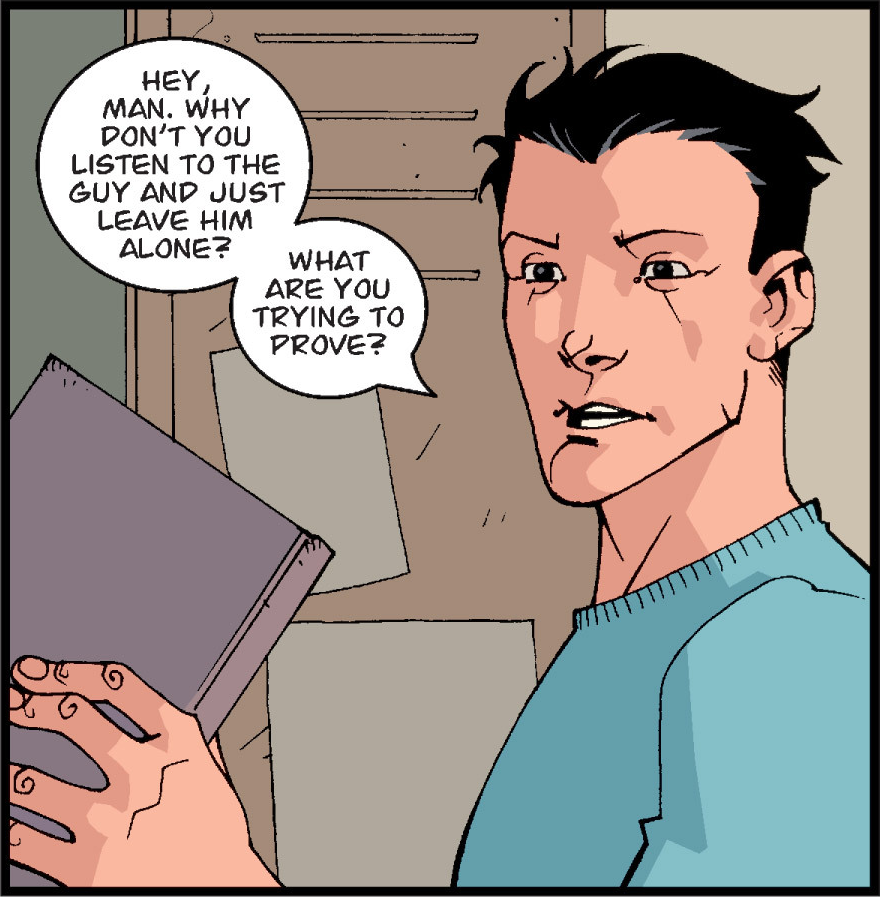 HEY,
MAN. WHY
DON'T YOU
LISTEN TO THE
GUY AND JUST
LEAVE HIM
ALONE?
WHAT
ARE YOU
TRYING TO
PROVE?